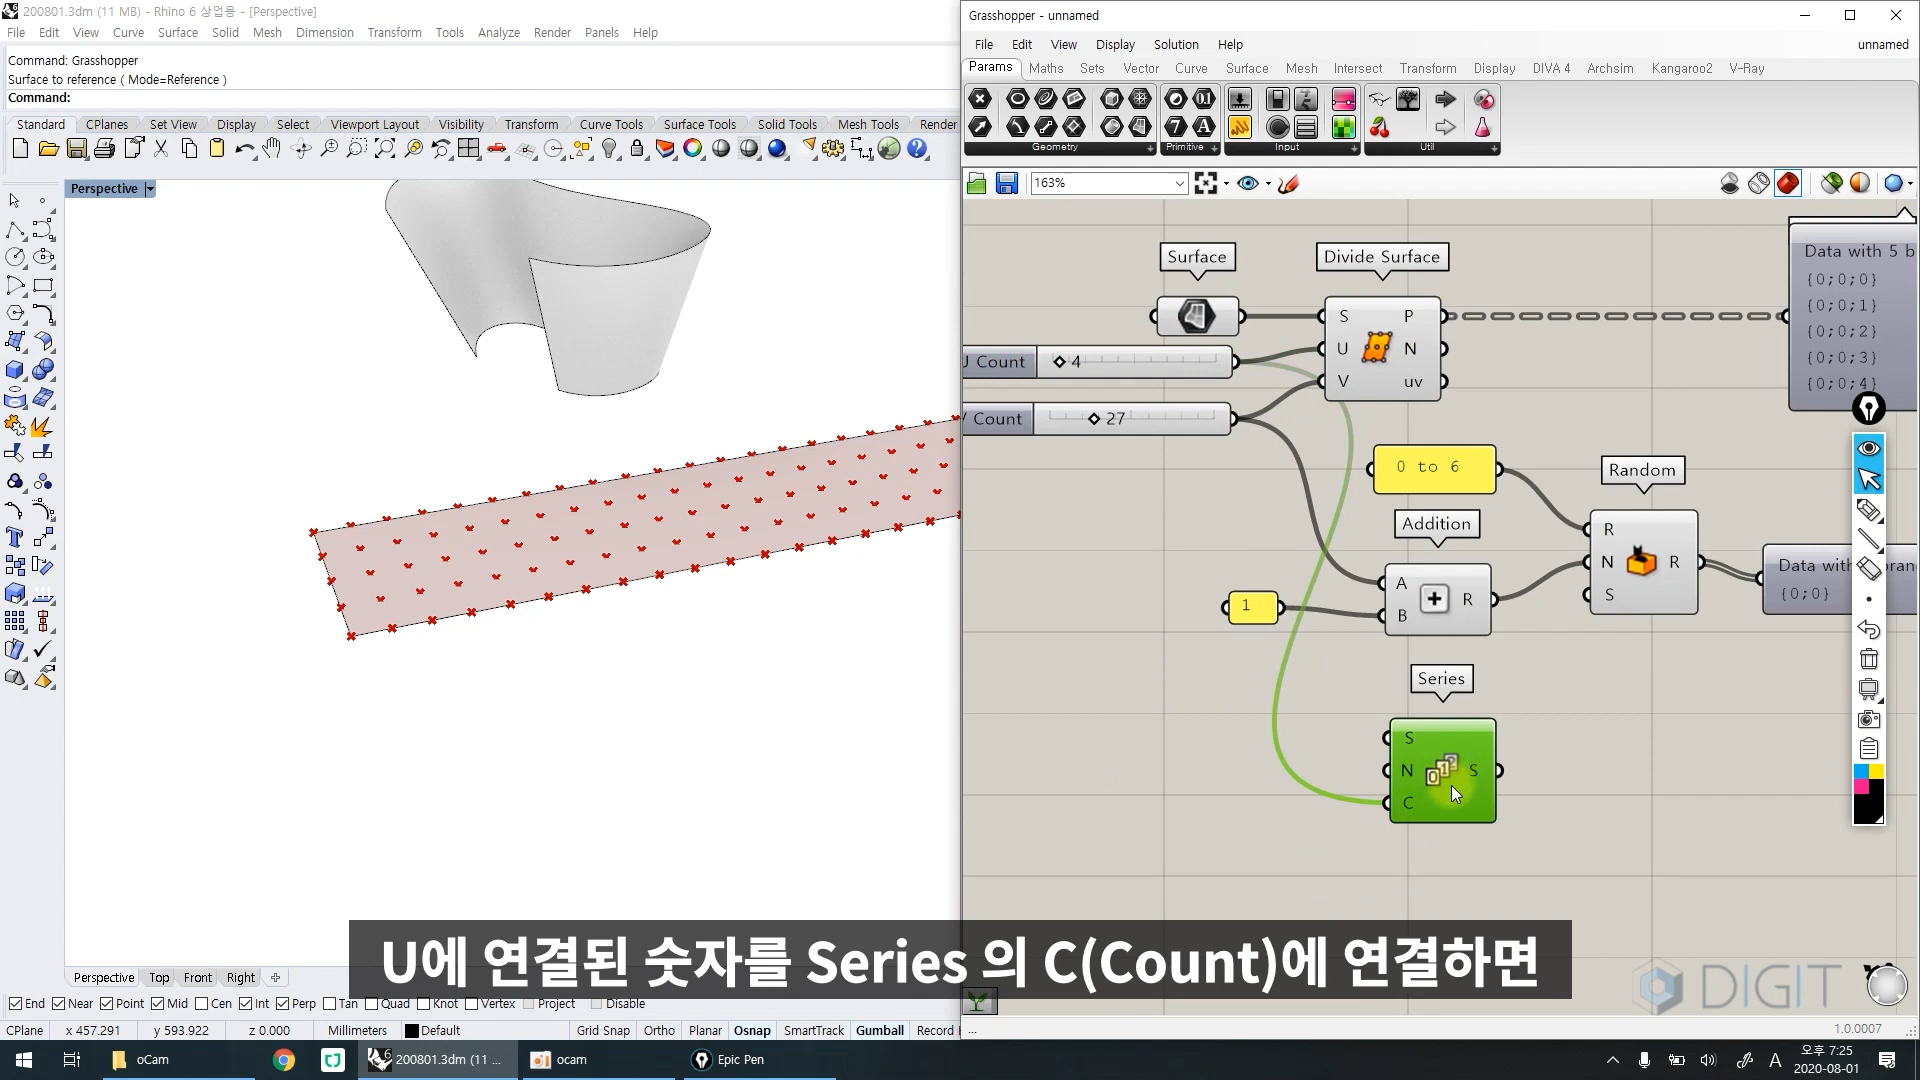 200801.3dm (11 MB) - Rhino 6 상업용 - [Perspective]
File Edit View Curve Surface Solid Mesh Dimension Transform Tools Analyze Render Panels Help
Command: Grasshopper
Surface to reference ( Mode=Reference )
Command:
Standard CPlanes Set View Display Select Viewport Layout Visibility Transform Curve Tools Surface Tools Solid Tools Mesh Tools Render
Perspective
Grasshopper - unnamed
File Edit View Display Solution Help unnamed
Params Maths Sets Vector Curve Surface Mesh Intersect Transform Display DIVA 4 Archsim Kangaroo2 V-Ray
Geometry Primitive Input Util
163%
Surface
Divide Surface
S P
U N
V uv
U Count 4
Count 27
Data with 5 b
{0;0;0}
{0;0;1}
{0;0;2}
{0;0;3}
{0;0;4}
0 to 6
Random
R
N R
S
Addition
A
B R
1
Data with
{0;0}
Series
S
N S
C
U에 연결된 숫자를 Series 의 C(Count)에 연결하면
DIGIT
Perspective Top Front Right
End Near Point Mid Cen Int Perp Tan Quad Knot Vertex Project Disable
CPlane x 457.291 y 593.922 z 0.000 Millimeters Default Grid Snap Ortho Planar Osnap SmartTrack Gumball Record
...
1.0.0007
oCam
200801.3dm (11 ...
ocam
Epic Pen
A
오후 7:25
2020-08-01